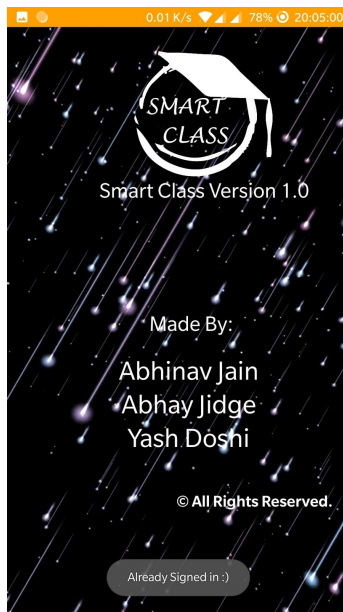 0.01 K/s 78% 20:05:00
SMART
CLASS
Smart Class Version 1.0
Made By:
Abhinav Jain
Abhay Jidge
Yash Doshi
© All Rights Reserved.
Already Signed in :)